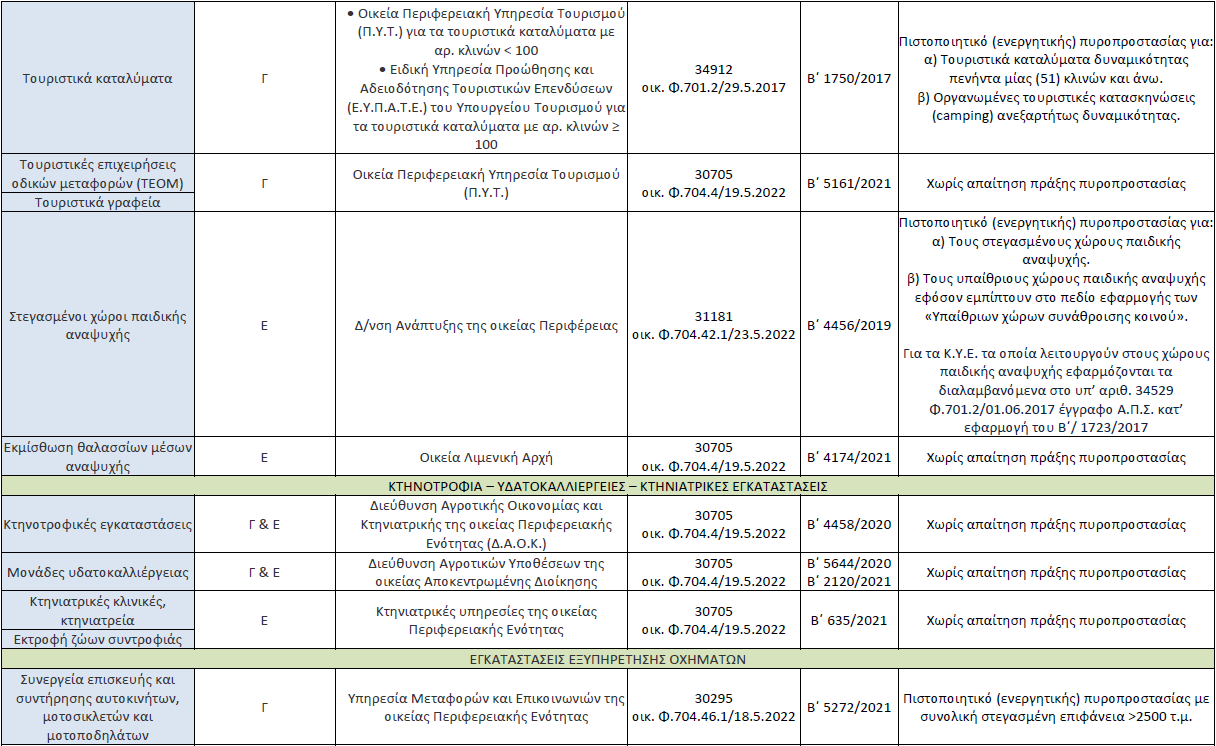 Τουριστικά καταλύματα
Γ
• Οικεία Περιφερειακή Υπηρεσία Τουρισμού
(Π.Υ.Τ.) για τα τουριστικά καταλύματα με
αρ. κλινών < 100
• Ειδική Υπηρεσία Προώθησης και
Αδειοδότησης Τουριστικών Επενδύσεων
(Ε.Υ.Π.Α.Τ.Ε.) του Υπουργείου Τουρισμού για
τα τουριστικά καταλύματα με αρ. κλινών ≥
100
34912
οικ. Φ.701.2/29.5.2017
Β΄ 1750/2017
Πιστοποιητικό (ενεργητικής) πυροπροστασίας για:
α) Τουριστικά καταλύματα δυναμικότητας
πενήντα μίας (51) κλινών και άνω.
β) Οργανωμένες τουριστικές κατασκηνώσεις
(camping) ανεξαρτήτως δυναμικότητας.
Τουριστικές επιχειρήσεις
οδικών μεταφορών (ΤΕΟΜ)
Τουριστικά γραφεία
Γ
Οικεία Περιφερειακή Υπηρεσία Τουρισμού
(Π.Υ.Τ.)
30705
οικ. Φ.704.4/19.5.2022
Β΄ 5161/2021
Χωρίς απαίτηση πράξης πυροπροστασίας
Στεγασμένοι χώροι παιδικής
αναψυχής
Ε
Δ/νση Ανάπτυξης της οικείας Περιφέρειας
31181
οικ. Φ.704.42.1/23.5.2022
Β΄ 4456/2019
Πιστοποιητικό (ενεργητικής) πυροπροστασίας για:
α) Τους στεγασμένους χώρους παιδικής
αναψυχής.
β) Τους υπαίθριους χώρους παιδικής αναψυχής
εφόσον εμπίπτουν στο πεδίο εφαρμογής των
«Υπαίθριων χώρων συνάθροισης κοινού».
Για τα Κ.Υ.Ε. τα οποία λειτουργούν στους χώρους
παιδικής αναψυχής εφαρμόζονται τα
διαλαμβανόμενα στο υπ’ αριθ. 34529
Φ.701.2/01.06.2017 έγγραφο Α.Π.Σ. κατ’
εφαρμογή του Β΄/ 1723/2017
Εκμίσθωση θαλασσίων μέσων
αναψυχής
Ε
Οικεία Λιμενική Αρχή
30705
οικ. Φ.704.4/19.5.2022
Β΄ 4174/2021
Χωρίς απαίτηση πράξης πυροπροστασίας
ΚΤΗΝΟΤΡΟΦΙΑ – ΥΔΑΤΟΚΑΛΛΙΕΡΓΕΙΕΣ – ΚΤΗΝΙΑΤΡΙΚΕΣ ΕΓΚΑΤΑΣΤΑΣΕΙΣ
Κτηνοτροφικές εγκαταστάσεις
Γ & Ε
Διεύθυνση Αγροτικής Οικονομίας και
Κτηνιατρικής της οικείας Περιφερειακής
Ενότητας (Δ.Α.Ο.Κ.)
30705
οικ. Φ.704.4/19.5.2022
Β΄ 4458/2020
Χωρίς απαίτηση πράξης πυροπροστασίας
Μονάδες υδατοκαλλιέργειας
Γ & Ε
Διεύθυνση Αγροτικών Υποθέσεων της
οικείας Αποκεντρωμένης Διοίκησης
30705
οικ. Φ.704.4/19.5.2022
Β΄ 5644/2020
Β΄ 2120/2021
Χωρίς απαίτηση πράξης πυροπροστασίας
Κτηνιατρικές κλινικές,
κτηνιατρεία
Εκτροφή ζώων συντροφιάς
Ε
Κτηνιατρικές υπηρεσίες της οικείας
Περιφερειακής Ενότητας
30705
οικ. Φ.704.4/19.5.2022
Β΄ 635/2021
Χωρίς απαίτηση πράξης πυροπροστασίας
ΕΓΚΑΤΑΣΤΑΣΕΙΣ ΕΞΥΠΗΡΕΤΗΣΗΣ ΟΧΗΜΑΤΩΝ
Συνεργεία επισκευής και
συντήρησης αυτοκινήτων,
μοτοσικλετών και
μοτοποδηλάτων
Γ
Υπηρεσία Μεταφορών και Επικοινωνιών της
οικείας Περιφερειακής Ενότητας
30295
οικ. Φ.704.46.1/18.5.2022
Β΄ 5272/2021
Πιστοποιητικό (ενεργητικής) πυροπροστασίας με
συνολική στεγασμένη επιφάνεια >2500 τ.μ.